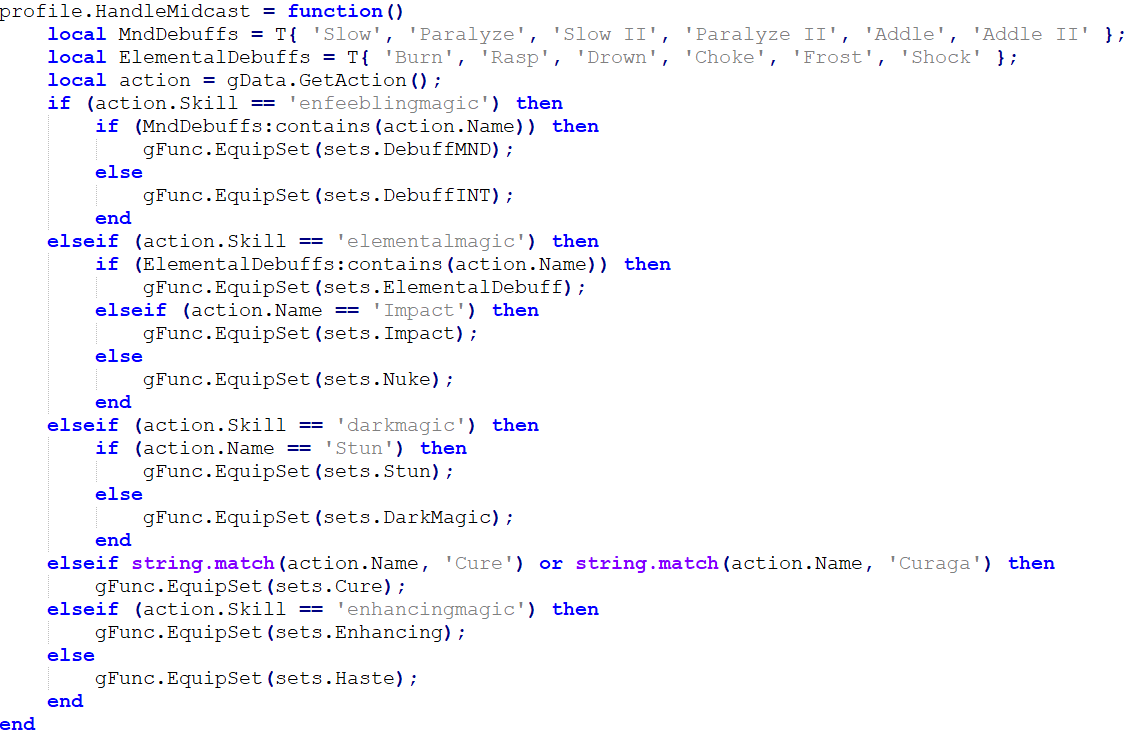 profile.HandleMidcast = function()
    local MndDebuffs = T{ 'Slow', 'Paralyze', 'Slow II', 'Paralyze II', 'Addle', 'Addle II' };
    local ElementalDebuffs = T{ 'Burn', 'Rasp', 'Drown', 'Choke', 'Frost', 'Shock' };
    local action = gData.GetAction();
    if (action.Skill == 'enfeeblingmagic') then
        if (MndDebuffs:contains(action.Name)) then
            gFunc.EquipSet(sets.DebuffMND);
        else
            gFunc.EquipSet(sets.DebuffINT);
        end
    elseif (action.Skill == 'elementalmagic') then
        if (ElementalDebuffs:contains(action.Name)) then
            gFunc.EquipSet(sets.ElementalDebuff);
        elseif (action.Name == 'Impact') then
            gFunc.EquipSet(sets.Impact);
        else
            gFunc.EquipSet(sets.Nuke);
        end
    elseif (action.Skill == 'darkmagic') then
        if (action.Name == 'Stun') then
            gFunc.EquipSet(sets.Stun);
        else
            gFunc.EquipSet(sets.DarkMagic);
        end
    elseif string.match(action.Name, 'Cure') or string.match(action.Name, 'Curaga') then
        gFunc.EquipSet(sets.Cure);
    elseif (action.Skill == 'enhancingmagic') then
        gFunc.EquipSet(sets.Enhancing);
    else
        gFunc.EquipSet(sets.Haste);
    end
end